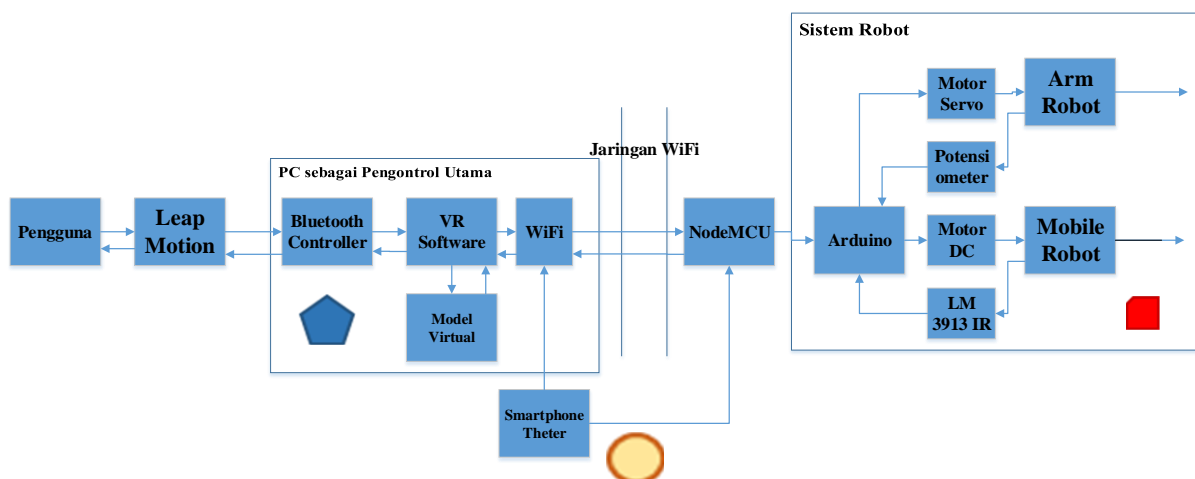 Sistem Robot
Motor
Servo
Arm
Robot
Jaringan WiFi
Potensi
ometer
PC sebagai Pengontrol Utama
Pengguna
Leap
Motion
Bluetooth
Controller
VR
Software
WiFi
NodeMCU
Arduino
Motor
DC
Mobile
Robot
Model
Virtual
LM
3913 IR
Smartphone
Theter